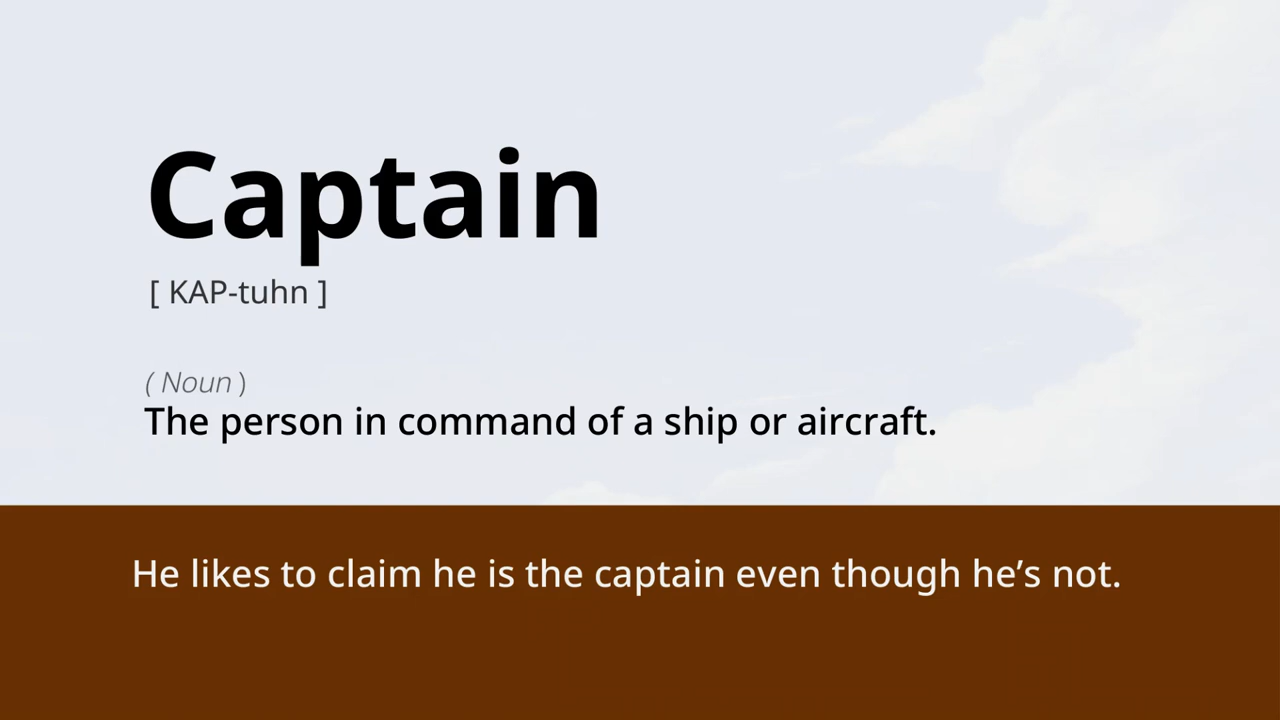 Captain
[ KAP-tuhn ]
( Noun )
The person in command of a ship or aircraft.
He likes to claim he is the captain even though he’s not.